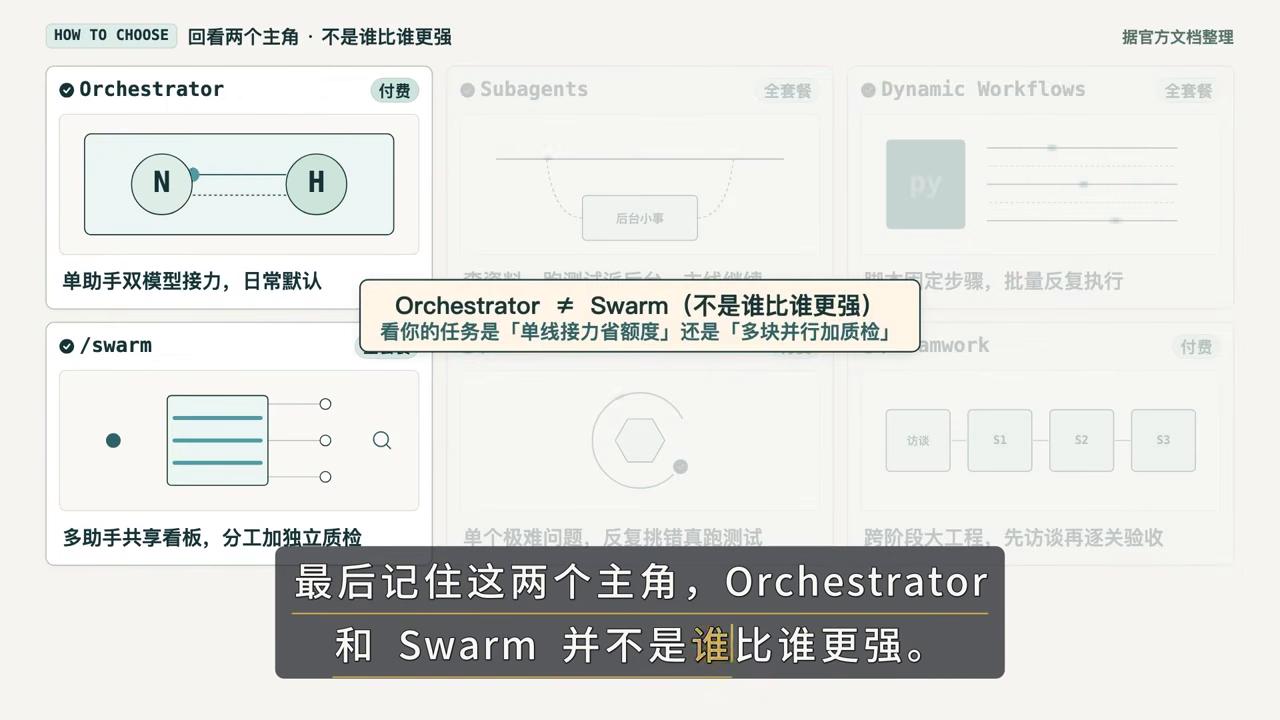 HOW TO CHOOSE 回看两个主角 · 不是谁比谁更强
据官方文档整理
Orchestrator 付费
N H
单助手双模型接力，日常默认
Subagents 全套餐
后台小事
Dynamic Workflows 全套餐
py
脚本固定步骤，批量反复执行
Orchestrator ≠ Swarm（不是谁比谁更强）
看你的任务是「单线接力省额度」还是「多块并行加质检」
/swarm
多助手共享看板，分工加独立质检
单个极难问题，反复挑错真跑测试
amwork 付费
访谈 S1 S2 S3
跨阶段大工程，先访谈再逐关验收
最后记住这两个主角，Orchestrator
和 Swarm 并不是谁比谁更强。